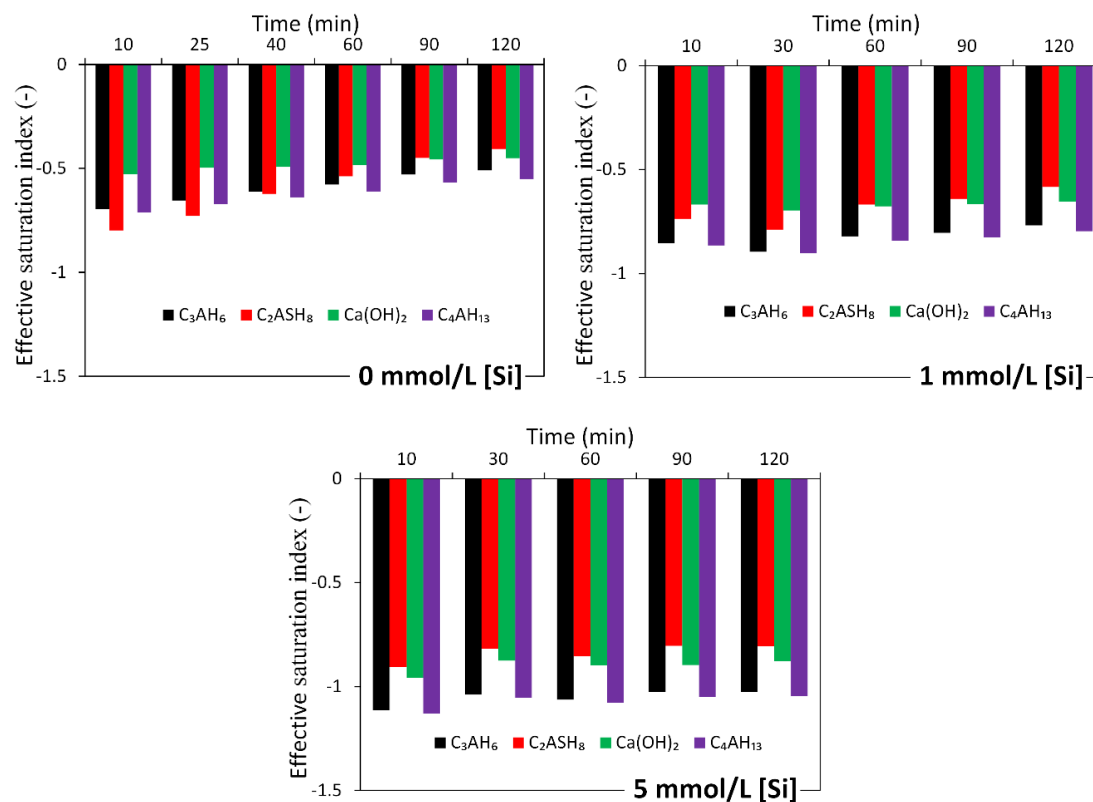 Time (min)
10 25 40 60 90 120
0
-0.5
-1
-1.5
Effective saturation index (-)
C₃AH₆ C₂ASH₈ Ca(OH)₂ C₄AH₁₃
0 mmol/L [Si]
Time (min)
10 30 60 90 120
0
-0.5
-1
-1.5
Effective saturation index (-)
C₃AH₆ C₂ASH₈ Ca(OH)₂ C₄AH₁₃
1 mmol/L [Si]
Time (min)
10 30 60 90 120
0
-0.5
-1
-1.5
Effective saturation index (-)
C₃AH₆ C₂ASH₈ Ca(OH)₂ C₄AH₁₃
5 mmol/L [Si]